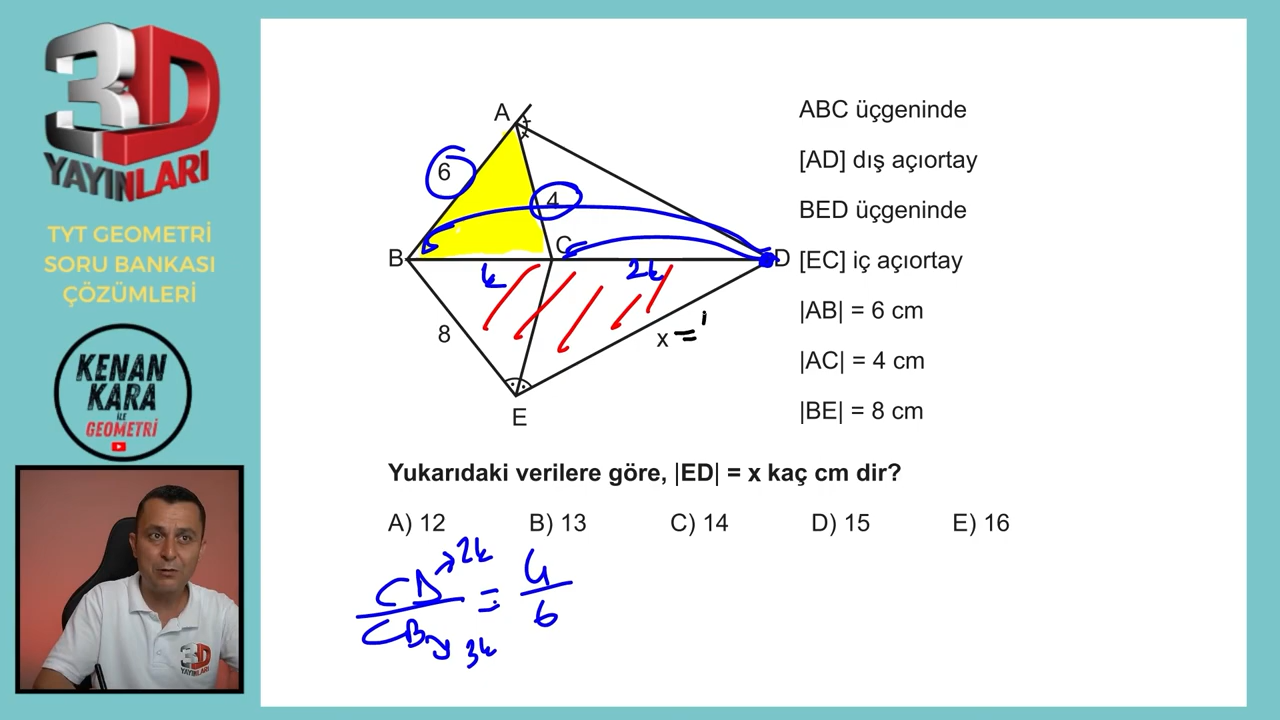 3D
YAYINLARI
TYT GEOMETRİ
SORU BANKASI
ÇÖZÜMLERİ
KENAN
KARA
İLE
GEOMETRİ
3D
YAYINLARI
A
6
4
B
C
D
k
2k
8
x =
E
ABC üçgeninde
[AD] dış açıortay
BED üçgeninde
[EC] iç açıortay
|AB| = 6 cm
|AC| = 4 cm
|BE| = 8 cm
Yukarıdaki verilere göre, |ED| = x kaç cm dir?
A) 12 B) 13 C) 14 D) 15 E) 16
CD → 2k = 4
CB → 3k 6